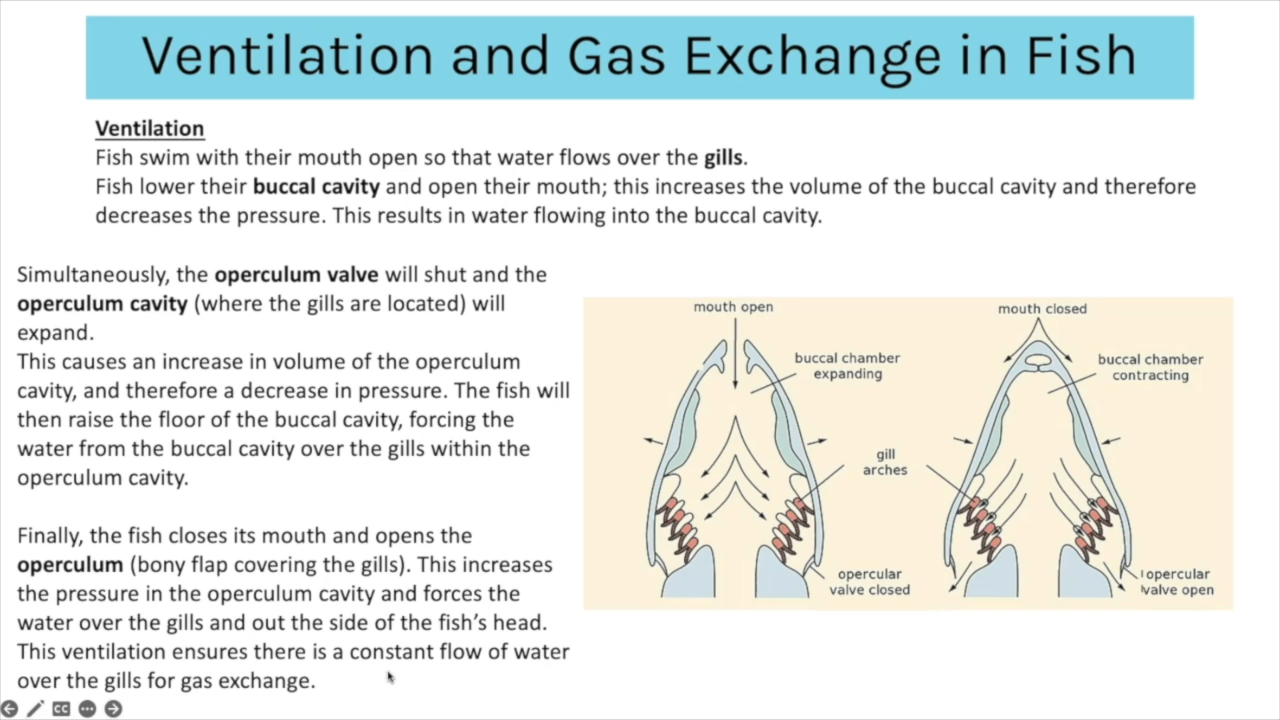 Ventilation and Gas Exchange in Fish
Ventilation
Fish swim with their mouth open so that water flows over the gills.
Fish lower their buccal cavity and open their mouth; this increases the volume of the buccal cavity and therefore
decreases the pressure. This results in water flowing into the buccal cavity.
Simultaneously, the operculum valve will shut and the
operculum cavity (where the gills are located) will
expand.
This causes an increase in volume of the operculum
cavity, and therefore a decrease in pressure. The fish will
then raise the floor of the buccal cavity, forcing the
water from the buccal cavity over the gills within the
operculum cavity.
Finally, the fish closes its mouth and opens the
operculum (bony flap covering the gills). This increases
the pressure in the operculum cavity and forces the
water over the gills and out the side of the fish's head.
This ventilation ensures there is a constant flow of water
over the gills for gas exchange.
mouth open
buccal chamber
expanding
gill
arches
opercular
valve closed
mouth closed
buccal chamber
contracting
opercular
valve open
CC